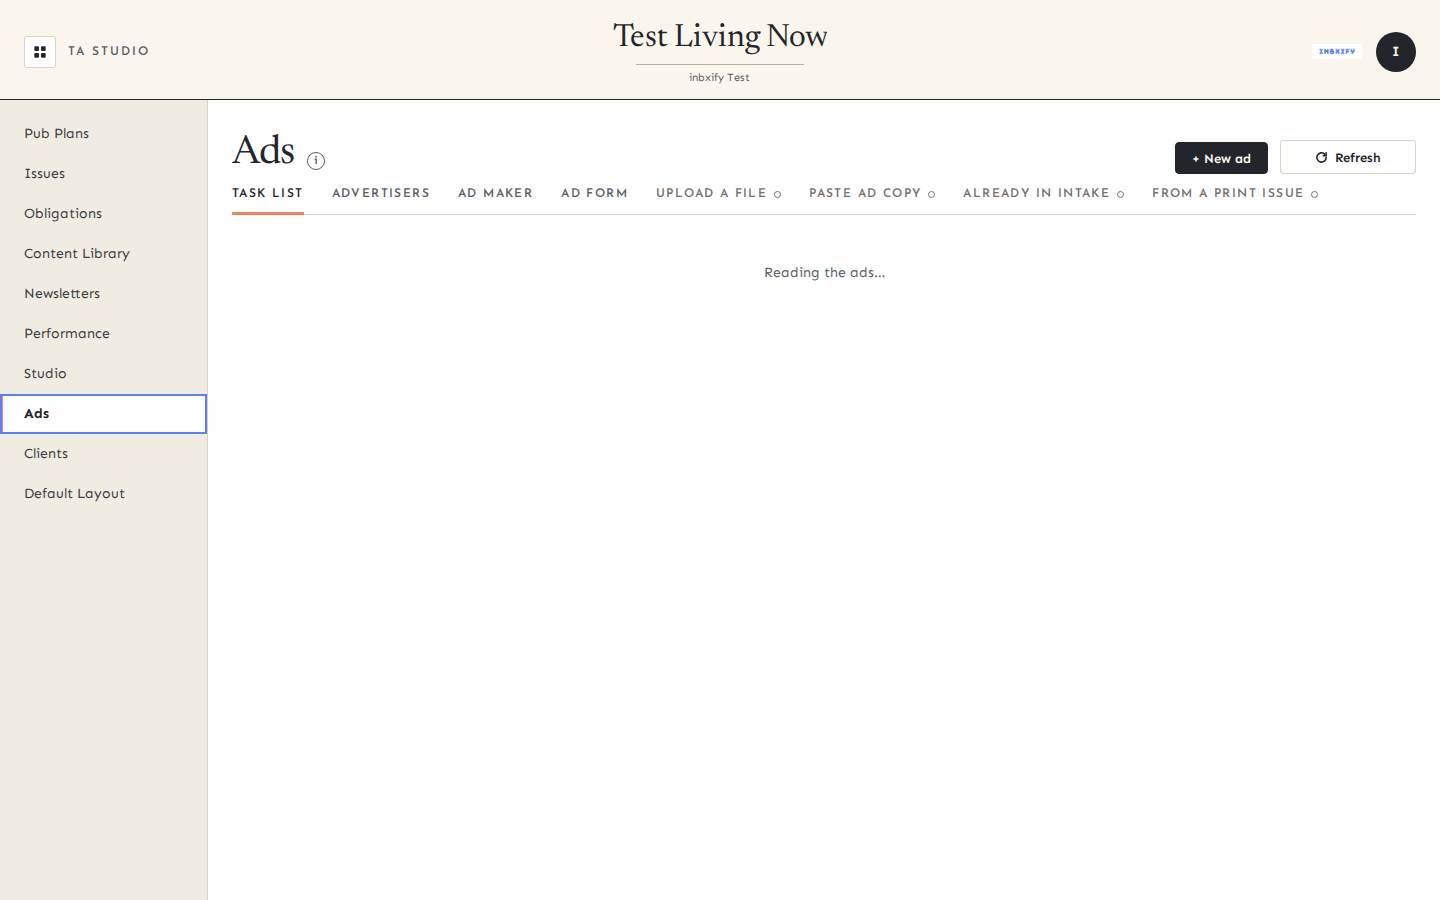 TA STUDIO
Test Living Now
inbxify Test
INBXIFY
I
Pub Plans
Issues
Obligations
Content Library
Newsletters
Performance
Studio
Ads
Clients
Default Layout
Ads i
+ New ad
Refresh
TASK LIST ADVERTISERS AD MAKER AD FORM UPLOAD A FILE PASTE AD COPY ALREADY IN INTAKE FROM A PRINT ISSUE
Reading the ads...